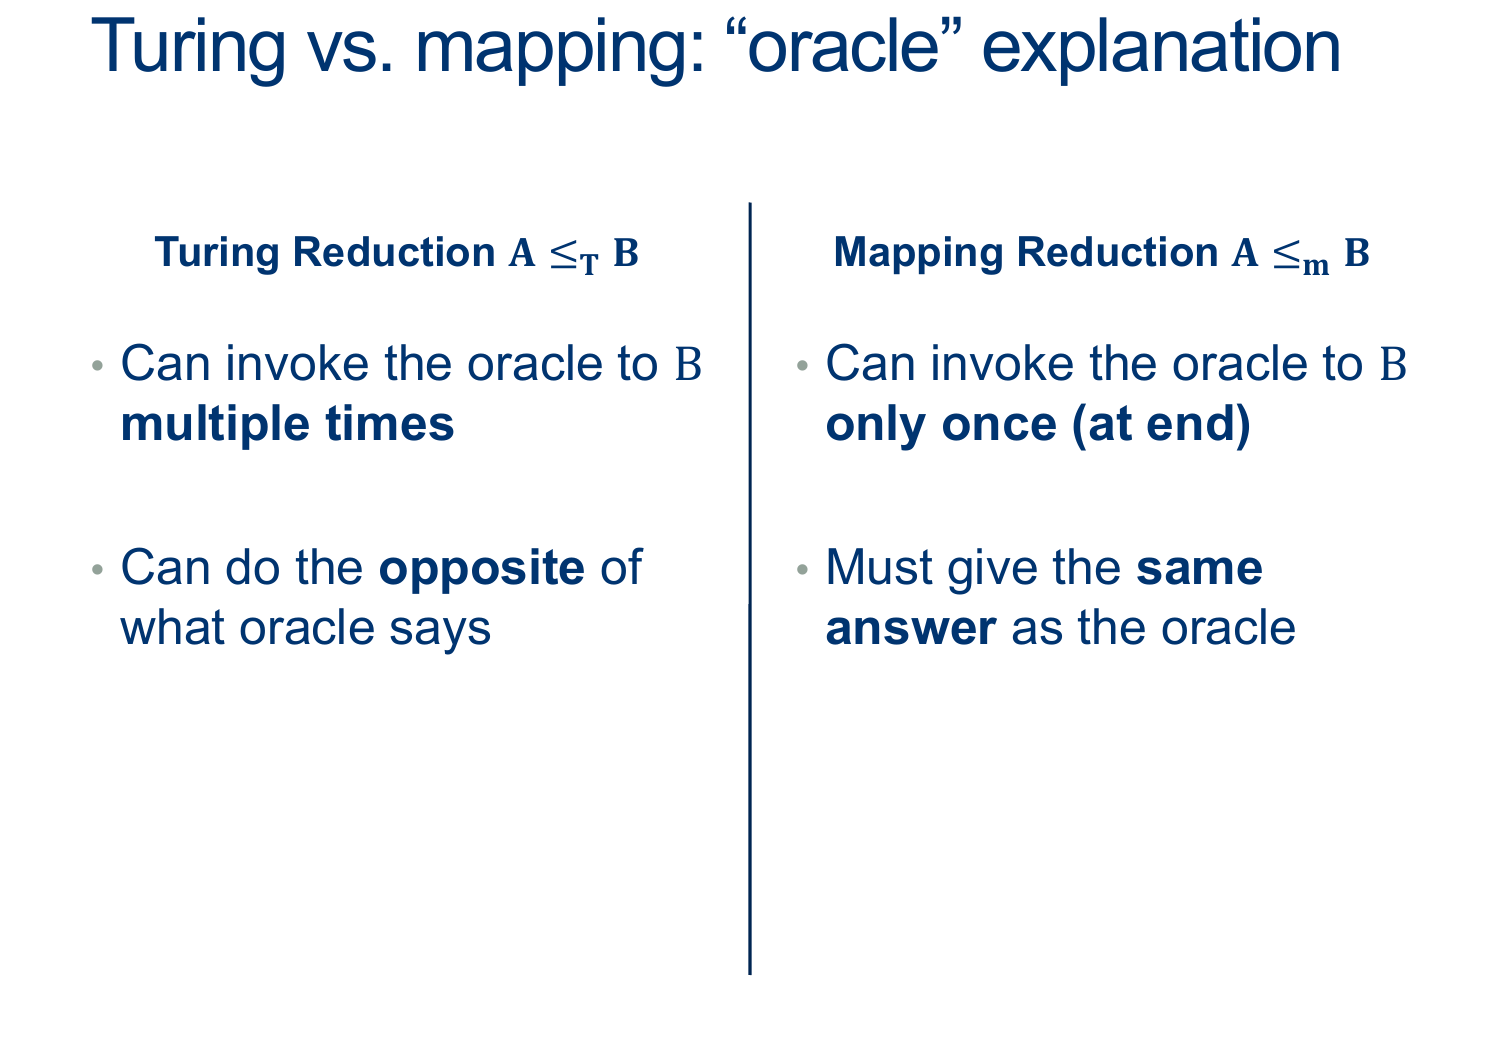 Turing vs. mapping: “oracle” explanation
Turing Reduction A ≤T B
• Can invoke the oracle to B
multiple times
• Can do the opposite of
what oracle says
Mapping Reduction A ≤m B
• Can invoke the oracle to B
only once (at end)
• Must give the same
answer as the oracle